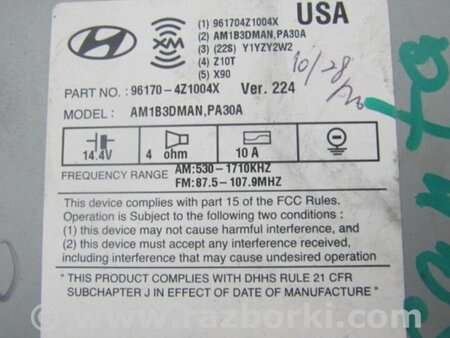 USA
(1) 961704Z1004X
(2) AM1B3DMAN,PA30A
XM
(3) (22S) Y1YZY2W2
(4) Z10T
(5) X90
10/28
PART NO. : 96170-4Z1004X Ver. 224
MODEL : AM1B3DMAN,PA30A
14.4V 4 ohm 10 A
FREQUENCY RANGE AM:530-1710KHZ
FM:87.5-107.9MHZ
This device complies with part 15 of the FCC Rules.
Operation is Subject to the following two conditions :
(1) this device may not cause harmful interference, and
(2) this device must accept any interference received,
including interference that may cause undesired operation
" THIS PRODUCT COMPLIES WITH DHHS RULE 21 CFR
SUBCHAPTER J IN EFFECT OF DATE OF MANUFACTURE "
www.razborki.com